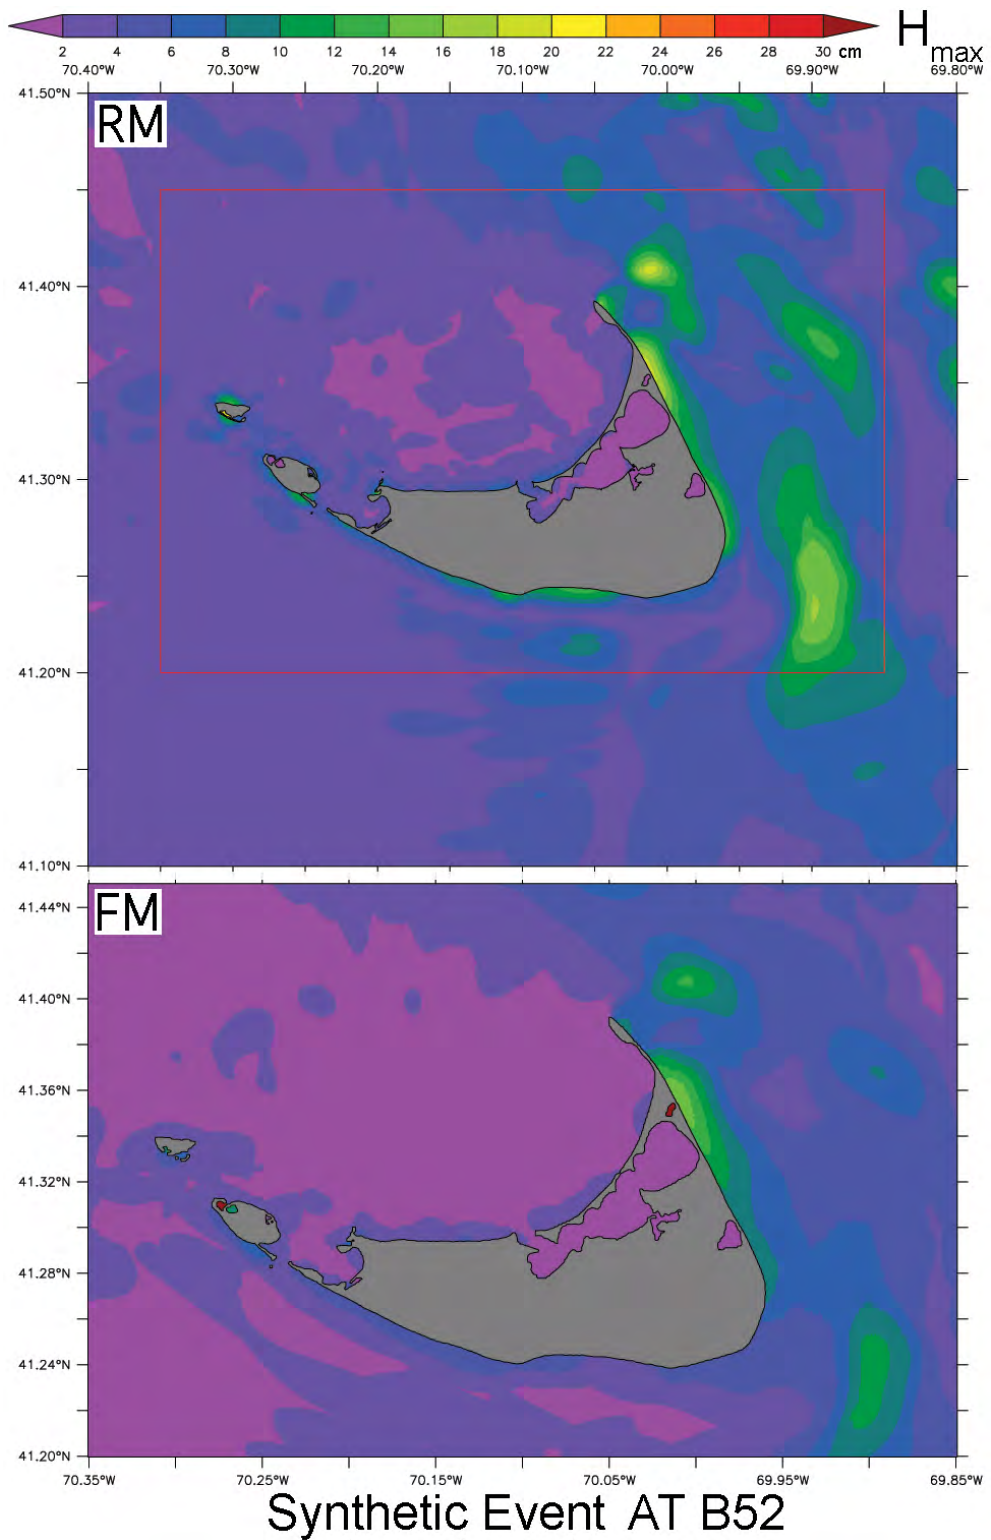 2 4 6 8 10 12 14 16 18 20 22 24 26 28 30 cm
H max
70.40°W 70.30°W 70.20°W 70.10°W 70.00°W 69.90°W 69.80°W
41.50°N
RM
41.40°N
41.30°N
41.20°N
41.10°N
FM
41.44°N
41.40°N
41.36°N
41.32°N
41.28°N
41.24°N
41.20°N
70.35°W 70.25°W 70.15°W 70.05°W 69.95°W 69.85°W
Synthetic Event AT B52